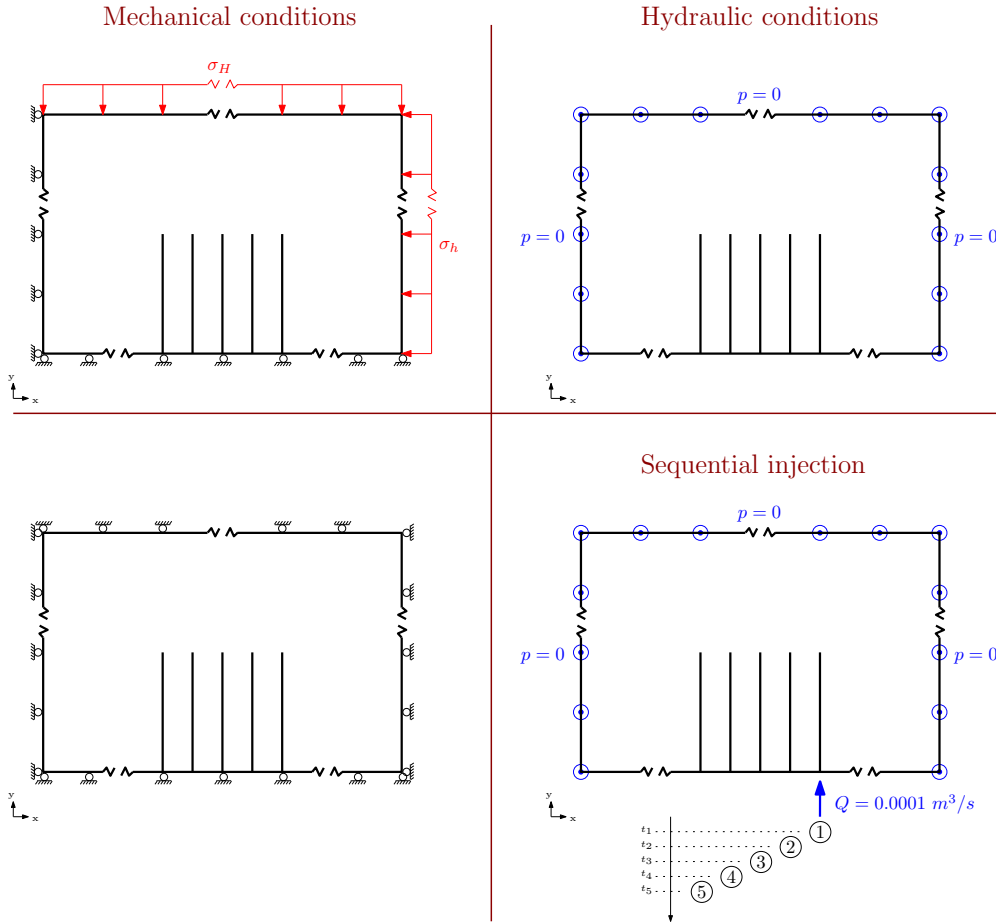 Mechanical conditions
Hydraulic conditions
σ_H
p = 0
p = 0
p = 0
σ_h
y
x
y
x
Sequential injection
p = 0
p = 0
p = 0
y
x
y
x
Q = 0.0001 m³/s
t₁ 1
t₂ 2
t₃ 3
t₄ 4
t₅ 5